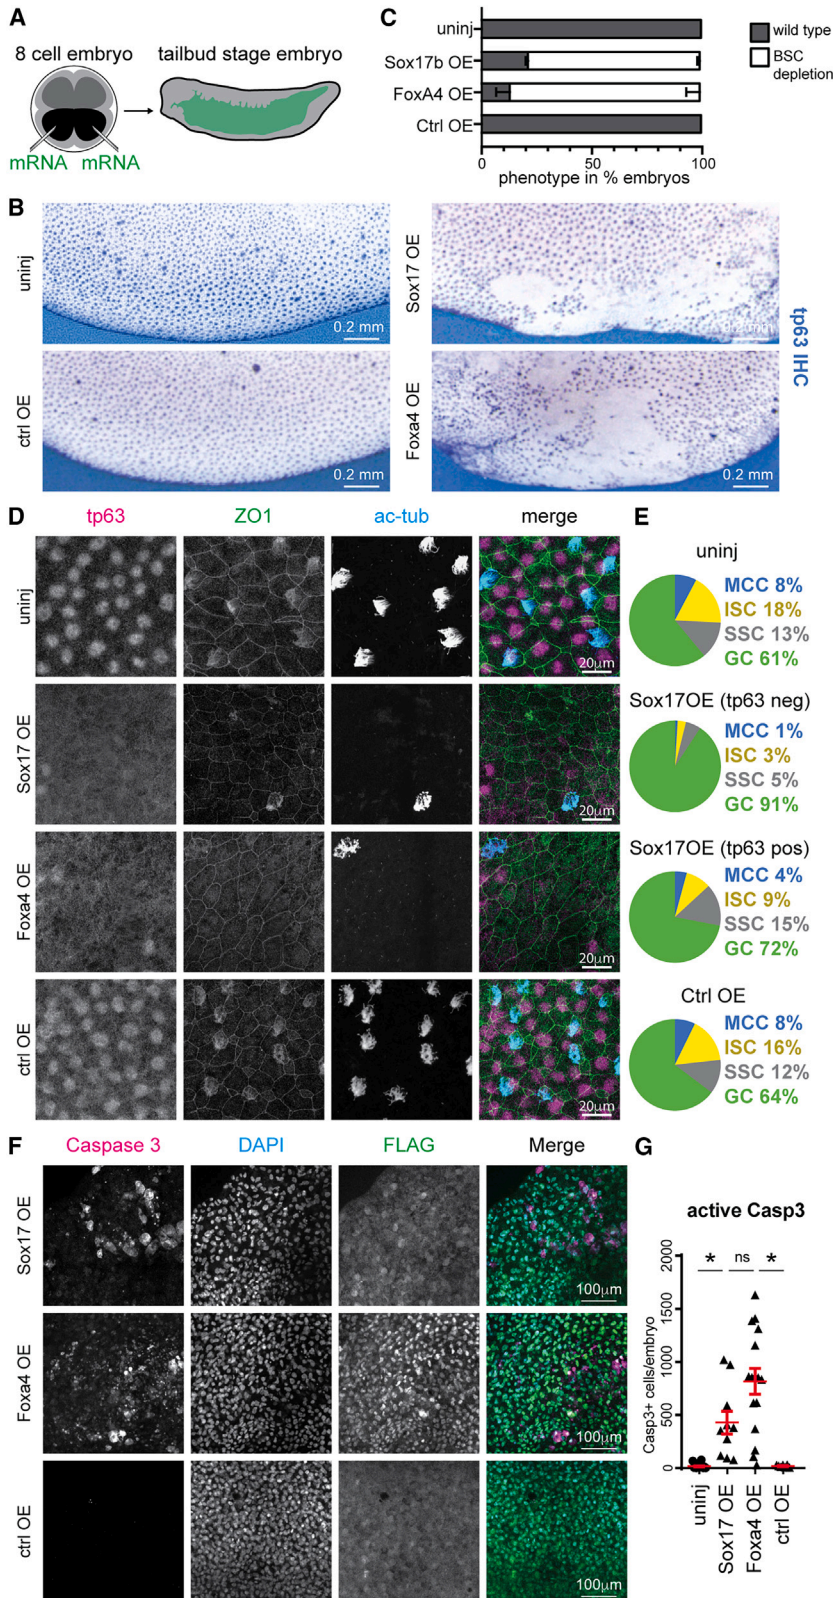 A
8 cell embryo
tailbud stage embryo
mRNA
mRNA
C
uninj
Sox17b OE
FoxA4 OE
Ctrl OE
0
50
100
phenotype in % embryos
wild type
BSC
depletion
B
uninj
0.2 mm
Sox17 OE
0.2 mm
ctrl OE
0.2 mm
Foxa4 OE
0.2 mm
tp63 IHC
D
tp63
ZO1
ac-tub
merge
uninj
20μm
Sox17 OE
20μm
Foxa4 OE
20μm
ctrl OE
20μm
E
uninj
MCC 8%
ISC 18%
SSC 13%
GC 61%
Sox17OE (tp63 neg)
MCC 1%
ISC 3%
SSC 5%
GC 91%
Sox17OE (tp63 pos)
MCC 4%
ISC 9%
SSC 15%
GC 72%
Ctrl OE
MCC 8%
ISC 16%
SSC 12%
GC 64%
F
Caspase 3
DAPI
FLAG
Merge
Sox17 OE
100μm
Foxa4 OE
100μm
ctrl OE
100μm
G
active Casp3
* ns *
Casp3+ cells/embryo
2000
1500
1000
500
0
uninj
Sox17 OE
Foxa4 OE
ctrl OE